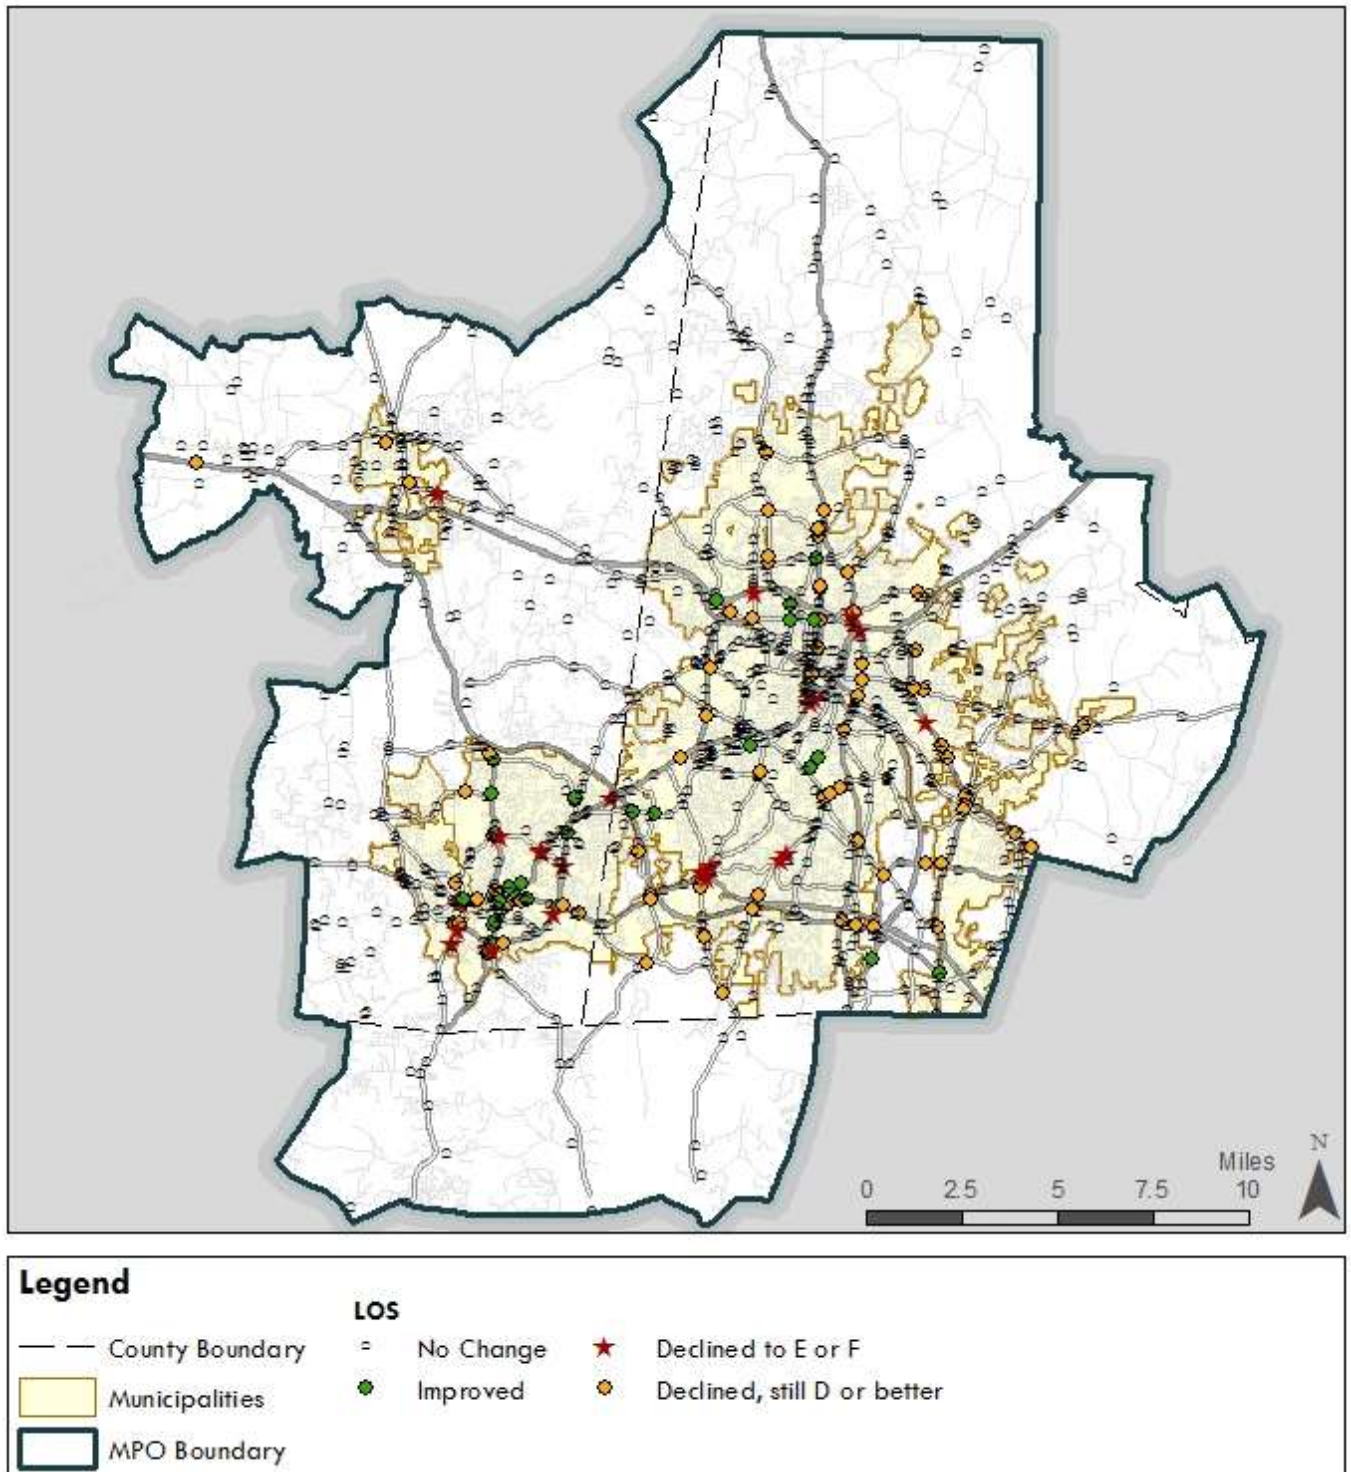 N
Miles
0 2.5 5 7.5 10
Legend
LOS
County Boundary
No Change
Declined to E or F
Municipalities
Improved
Declined, still D or better
MPO Boundary